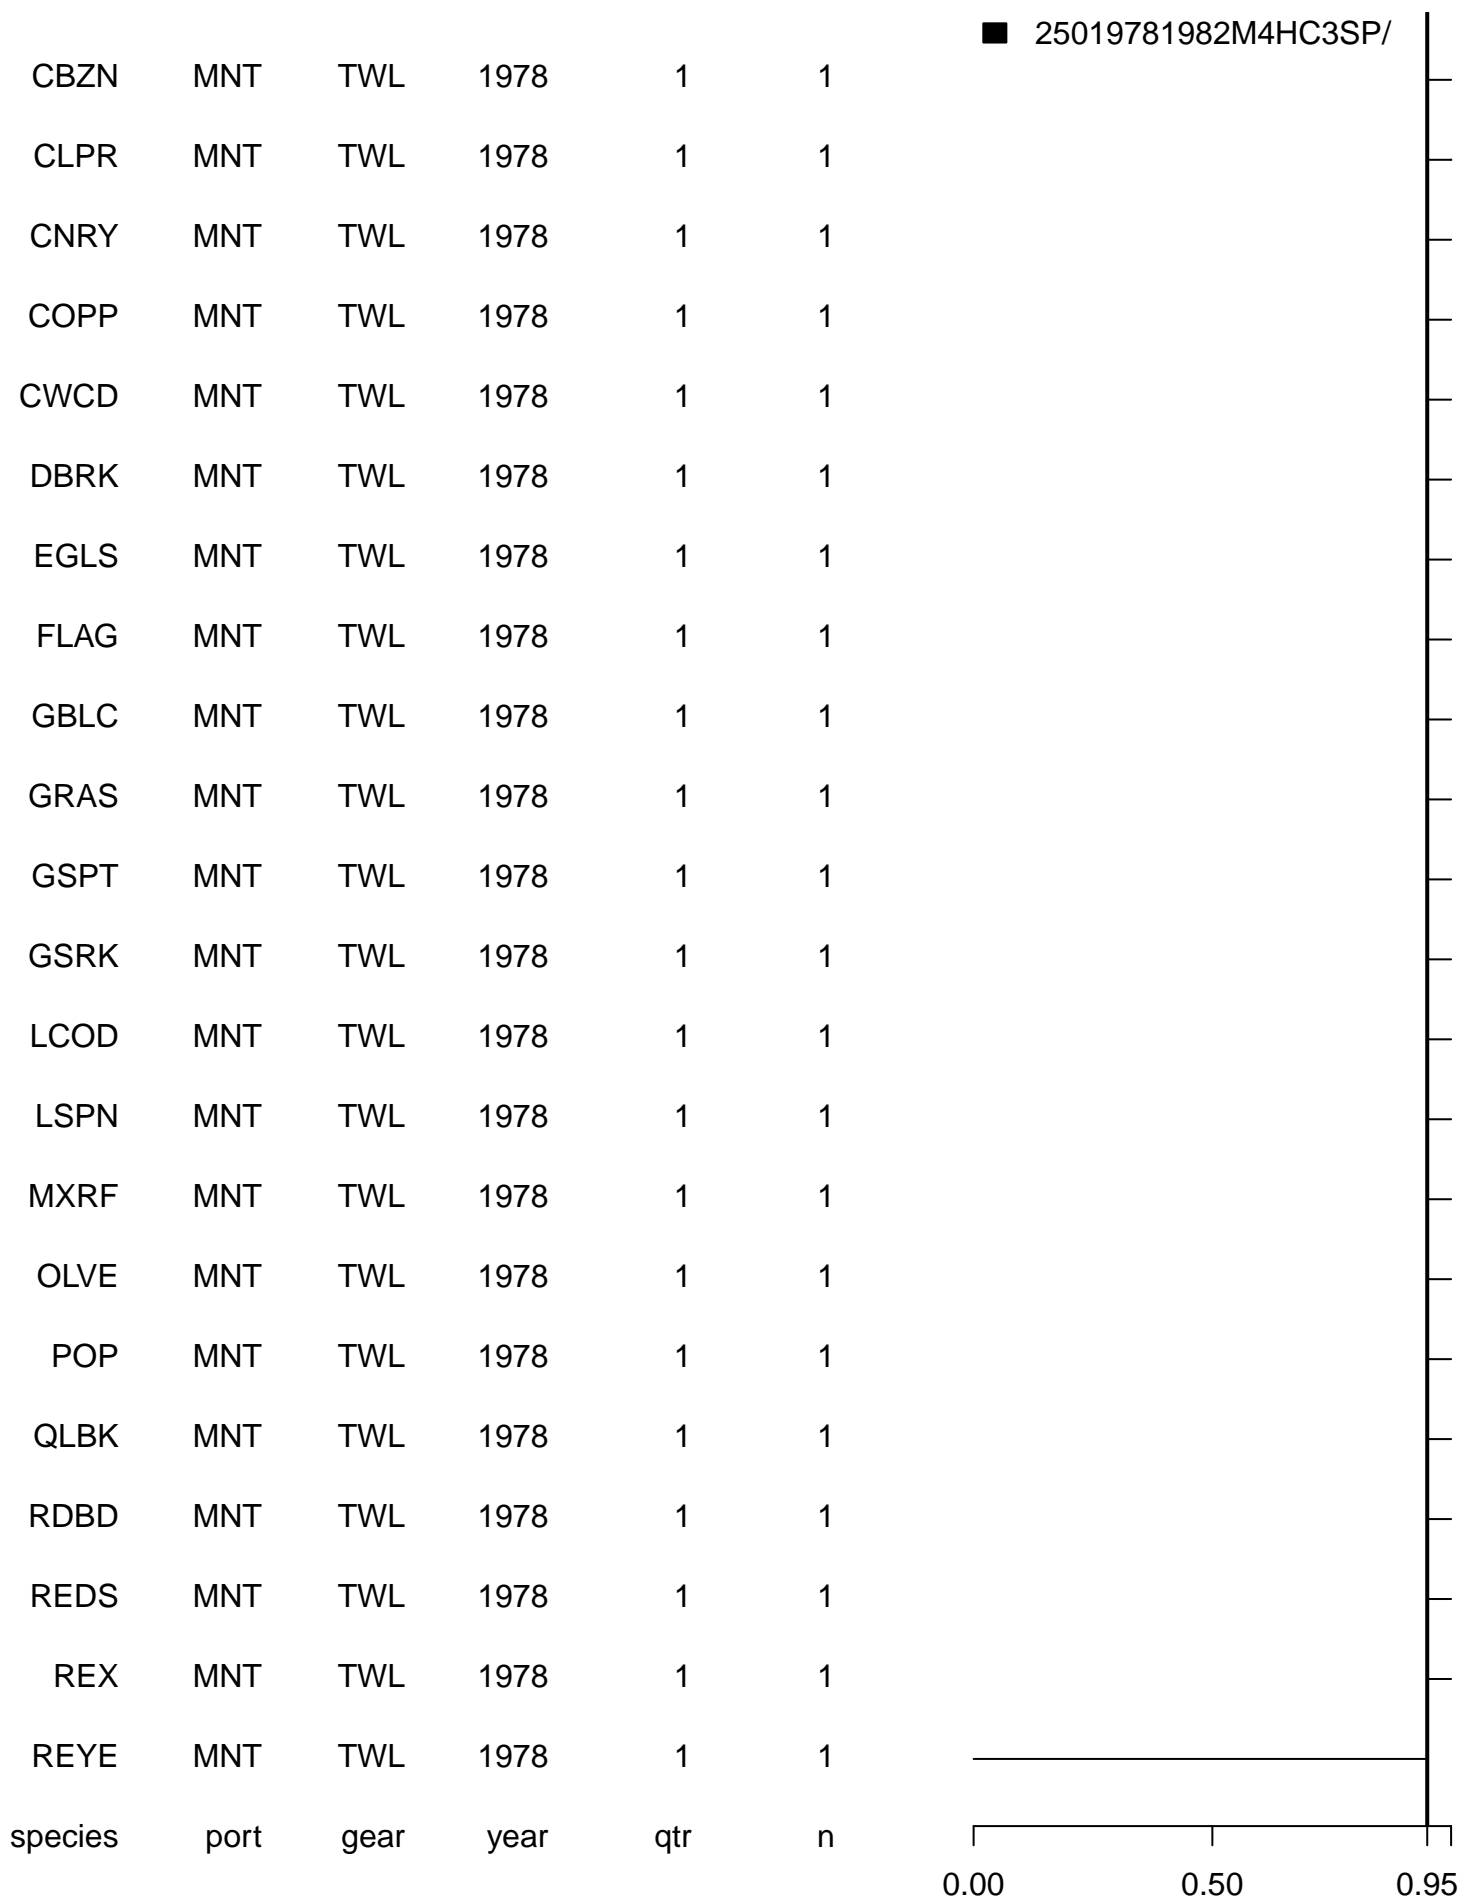 25019781982M4HC3SP/
CBZN MNT TWL 1978 1 1
CLPR MNT TWL 1978 1 1
CNRY MNT TWL 1978 1 1
COPP MNT TWL 1978 1 1
CWCD MNT TWL 1978 1 1
DBRK MNT TWL 1978 1 1
EGLS MNT TWL 1978 1 1
FLAG MNT TWL 1978 1 1
GBLC MNT TWL 1978 1 1
GRAS MNT TWL 1978 1 1
GSPT MNT TWL 1978 1 1
GSRK MNT TWL 1978 1 1
LCOD MNT TWL 1978 1 1
LSPN MNT TWL 1978 1 1
MXRF MNT TWL 1978 1 1
OLVE MNT TWL 1978 1 1
POP MNT TWL 1978 1 1
QLBK MNT TWL 1978 1 1
RDBD MNT TWL 1978 1 1
REDS MNT TWL 1978 1 1
REX MNT TWL 1978 1 1
REYE MNT TWL 1978 1 1
species port gear year qtr n
0.00 0.50 0.95